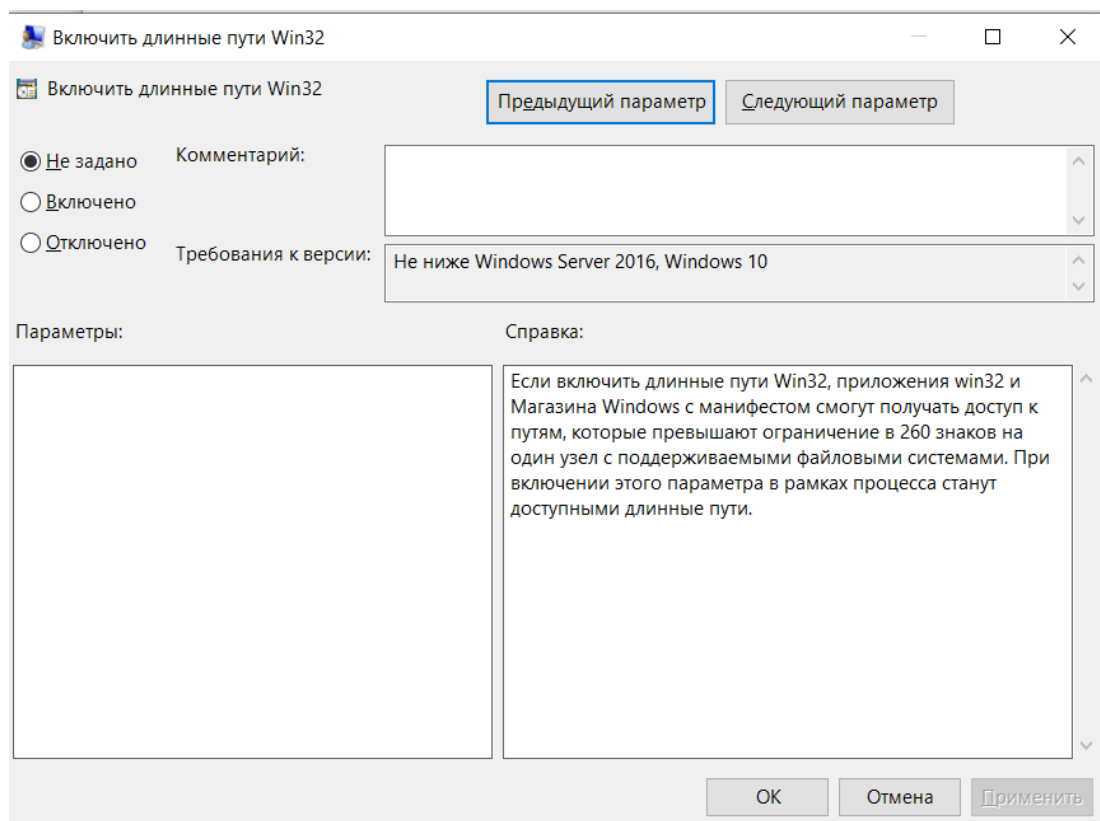 Включить длинные пути Win32
Включить длинные пути Win32
Предыдущий параметр
Следующий параметр
Не задано
Включено
Отключено
Комментарий:
Требования к версии:
Не ниже Windows Server 2016, Windows 10
Параметры:
Справка:
Если включить длинные пути Win32, приложения win32 и
Магазина Windows с манифестом смогут получать доступ к
путям, которые превышают ограничение в 260 знаков на
один узел с поддерживаемыми файловыми системами. При
включении этого параметра в рамках процесса станут
доступными длинные пути.
ОК
Отмена
Применить